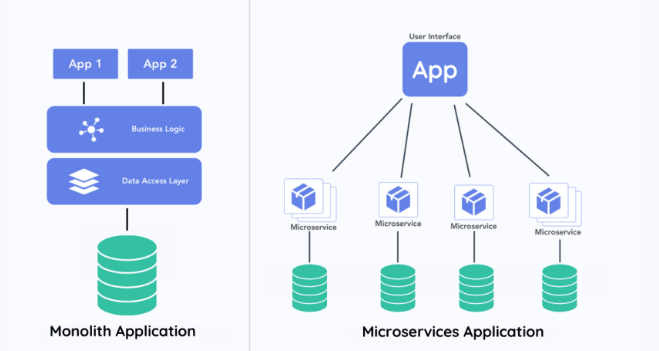 App 1
App 2
Business Logic
Data Access Layer
Monolith Application
User Interface
App
Microservice
Microservice
Microservice
Microservice
Microservices Application